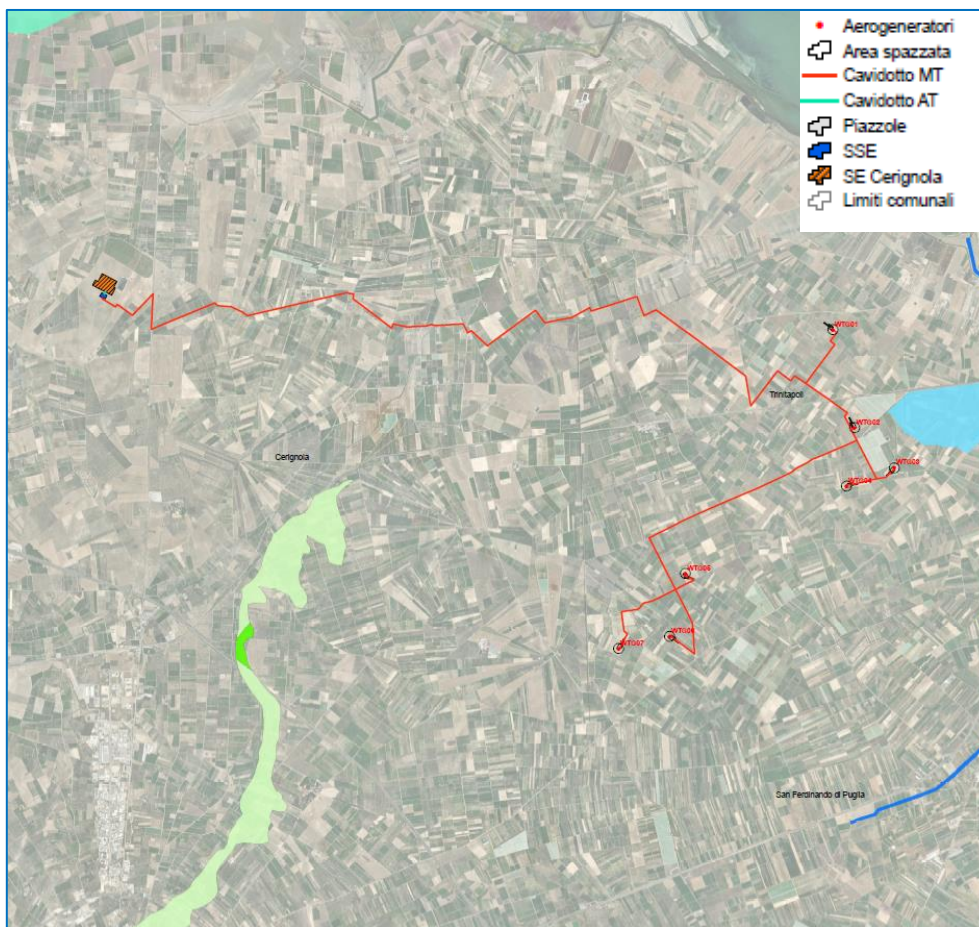 Aerogeneratori
Area spazzata
Cavidotto MT
Cavidotto AT
Piazzole
SSE
SE Cerignola
Limiti comunali
WTG01
Trinitapoli
WTG02
Cerignola
WTG03
WTG04
WTG05
WTG06
WTG07
San Ferdinando di Puglia